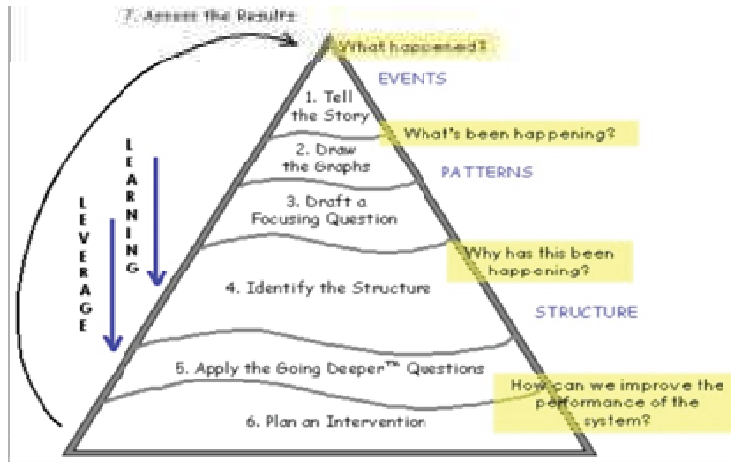 7. Assess the Results
What happened?
EVENTS
1. Tell
the Story
What's been happening?
2. Draw
the Graphs
PATTERNS
3. Draft a
Focusing Question
LEARNING
LEVERAGE
Why has this been
happening?
4. Identify the Structure
STRUCTURE
5. Apply the Going Deeper™ Questions
How can we improve the
performance of the
system?
6. Plan an Intervention